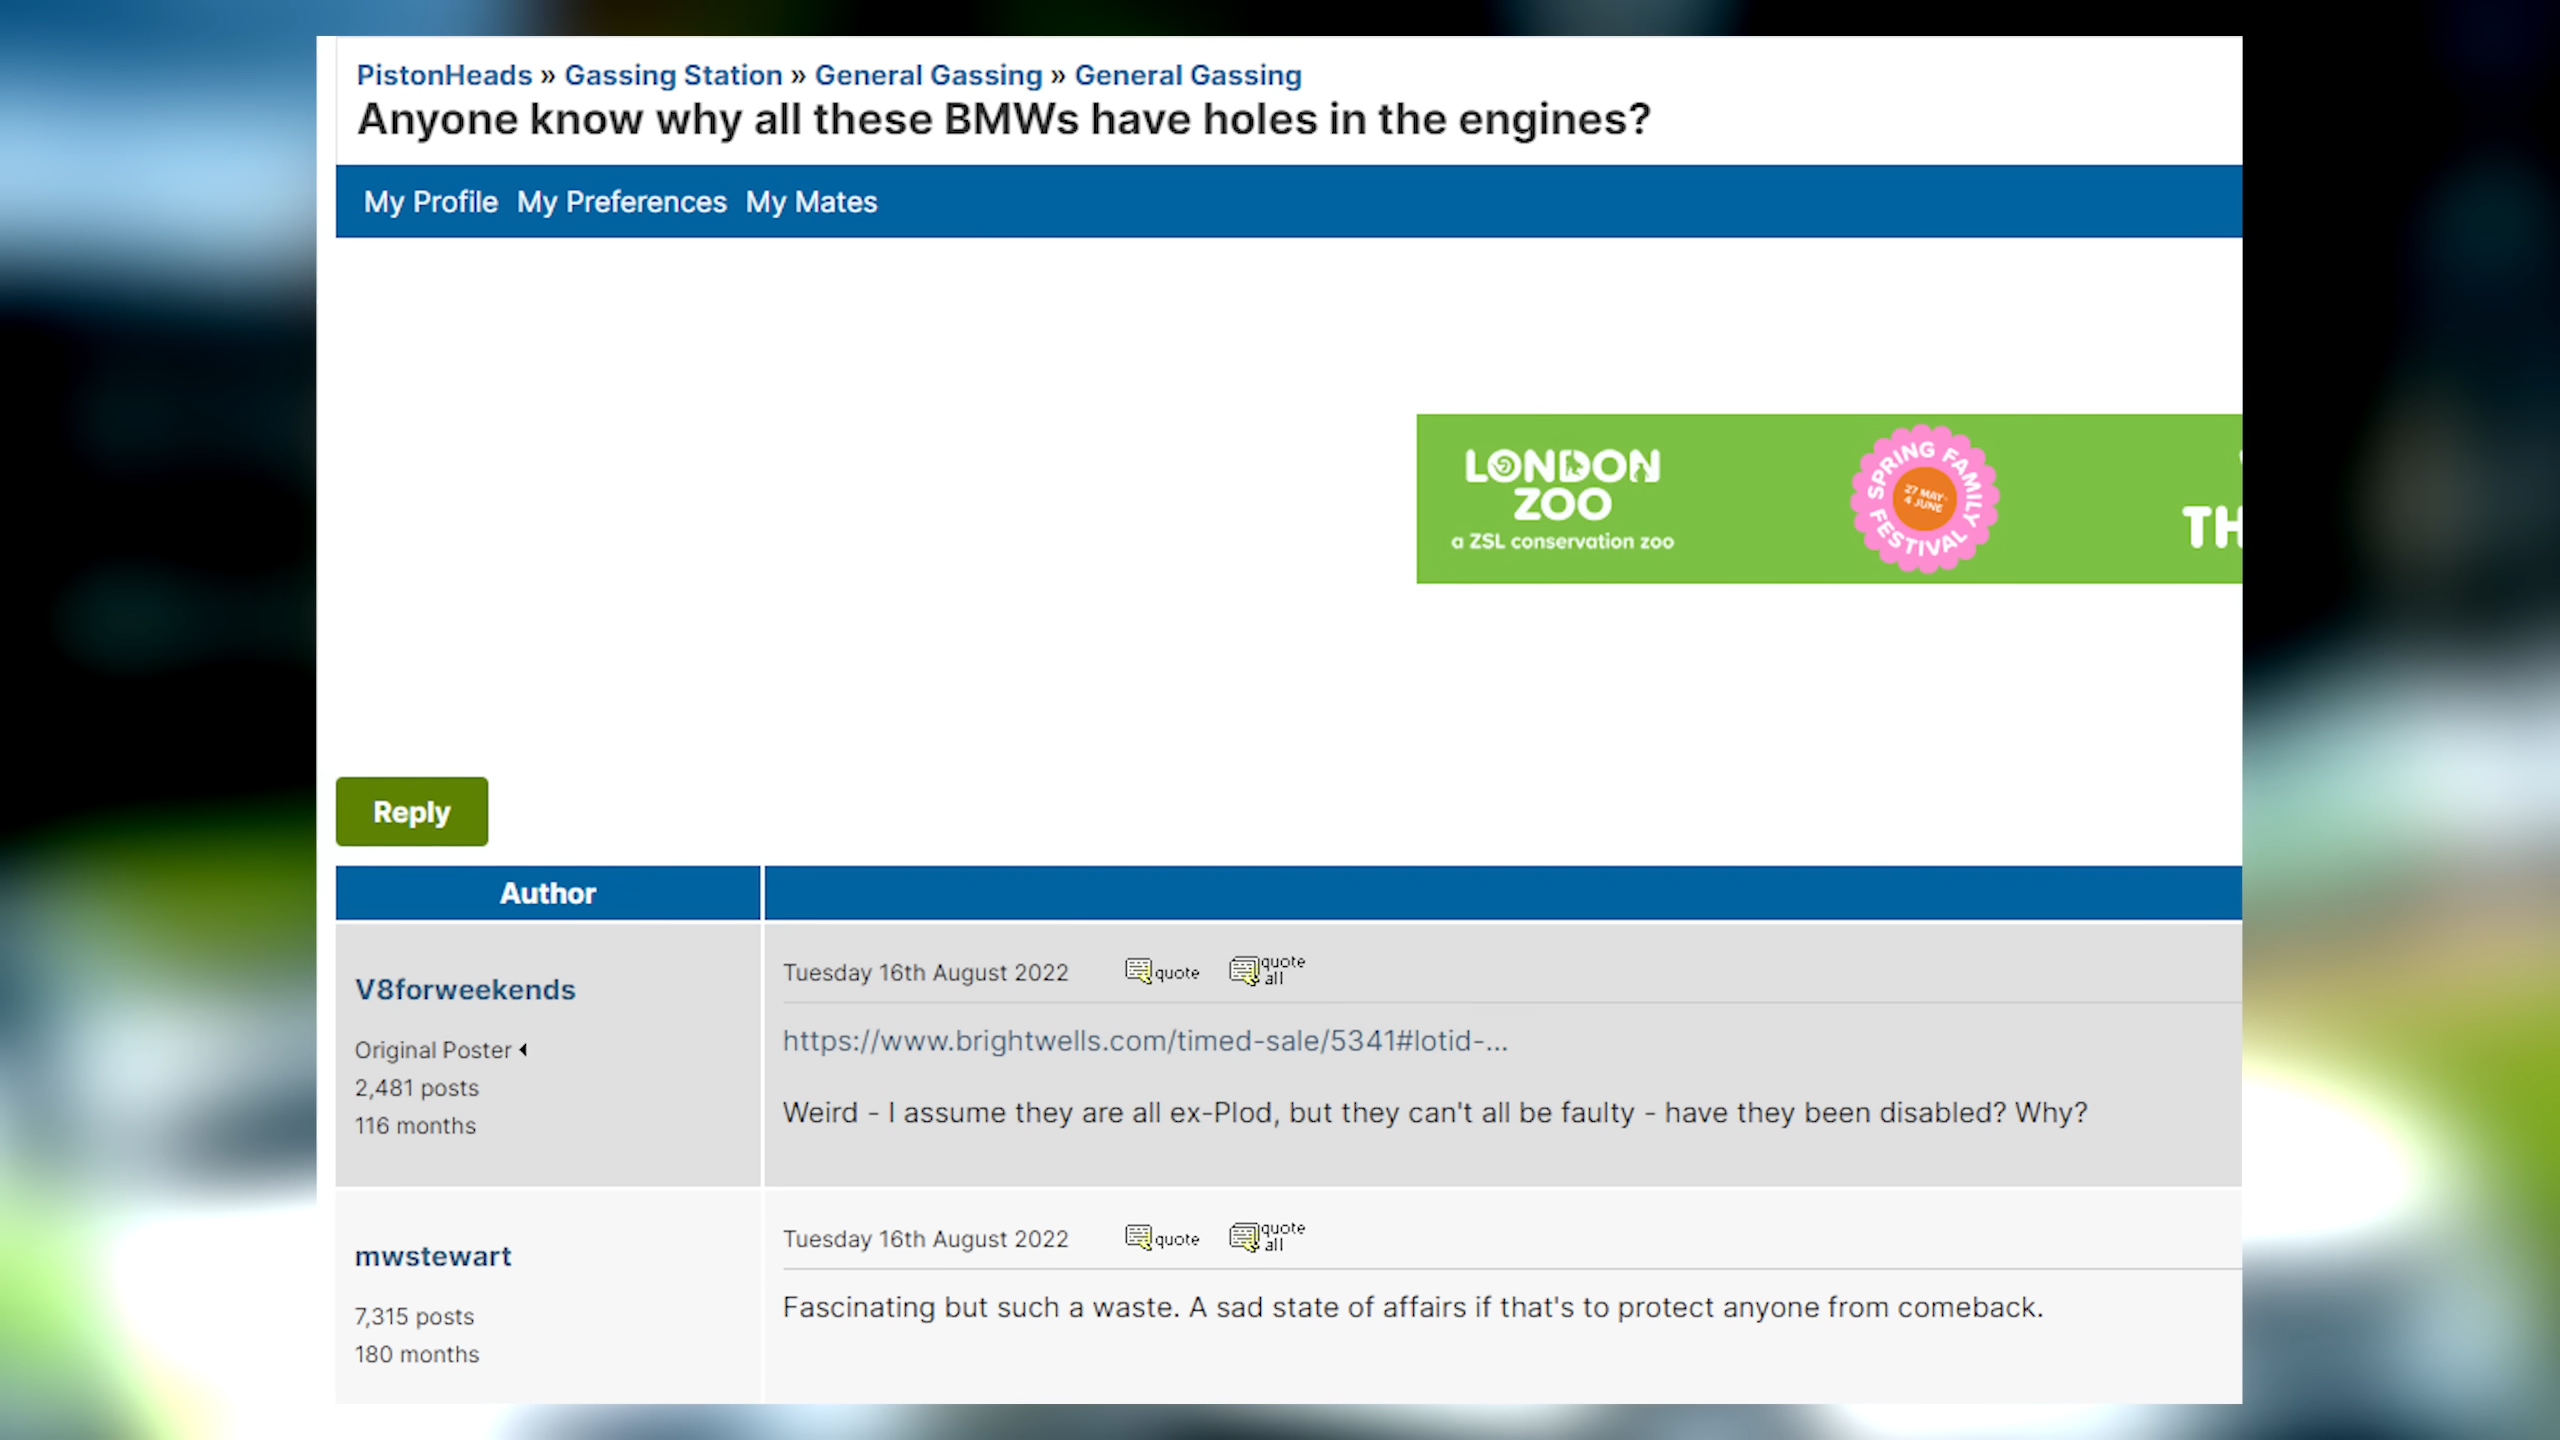 PistonHeads » Gassing Station » General Gassing » General Gassing
Anyone know why all these BMWs have holes in the engines?
My Profile My Preferences My Mates
LONDON
ZOO
a ZSL conservation zoo
SPRING FAMILY
FESTIVAL
27 MAY-
4 JUNE
TH
Reply
Author
V8forweekends
Original Poster
2,481 posts
116 months
Tuesday 16th August 2022 quote quote all
https://www.brightwells.com/timed-sale/5341#lotid-...
Weird - I assume they are all ex-Plod, but they can't all be faulty - have they been disabled? Why?
mwstewart
7,315 posts
180 months
Tuesday 16th August 2022 quote quote all
Fascinating but such a waste. A sad state of affairs if that's to protect anyone from comeback.